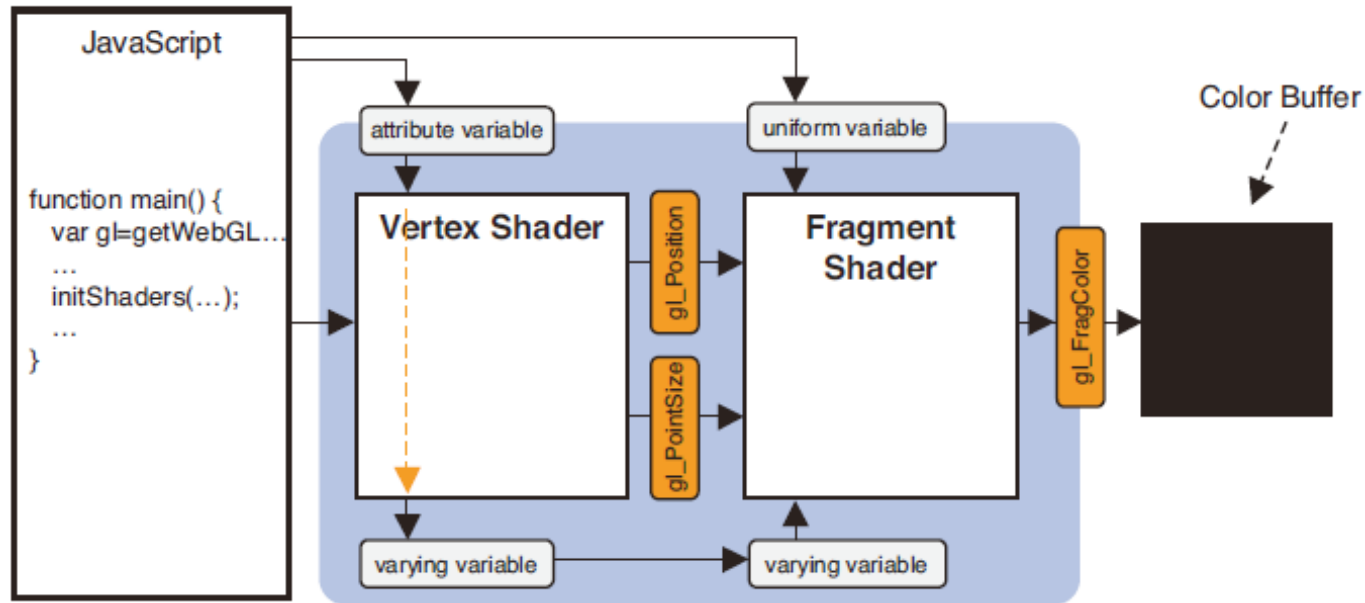 JavaScript
function main() {
var gl=getWebGL…
…
initShaders(…);
…
}
attribute variable
uniform variable
Color Buffer
Vertex Shader
gl_Position
gl_PointSize
Fragment
Shader
gl_FragColor
varying variable
varying variable